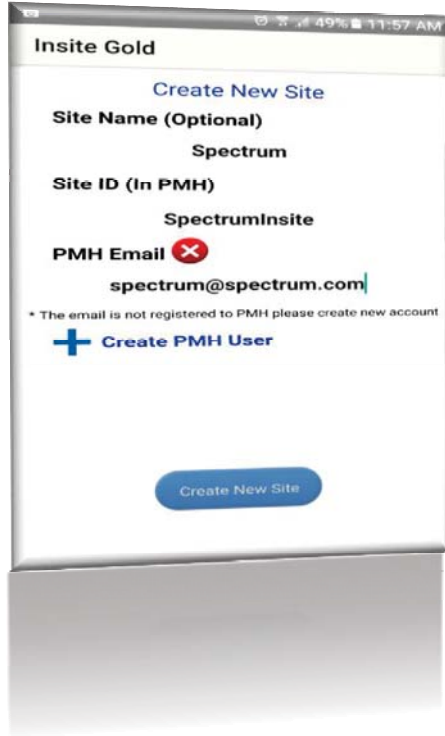 49% 11:57 AM
Insite Gold
Create New Site
Site Name (Optional)
Spectrum
Site ID (In PMH)
SpectrumInsite
PMH Email
spectrum@spectrum.com
* The email is not registered to PMH please create new account
Create PMH User
Create New Site